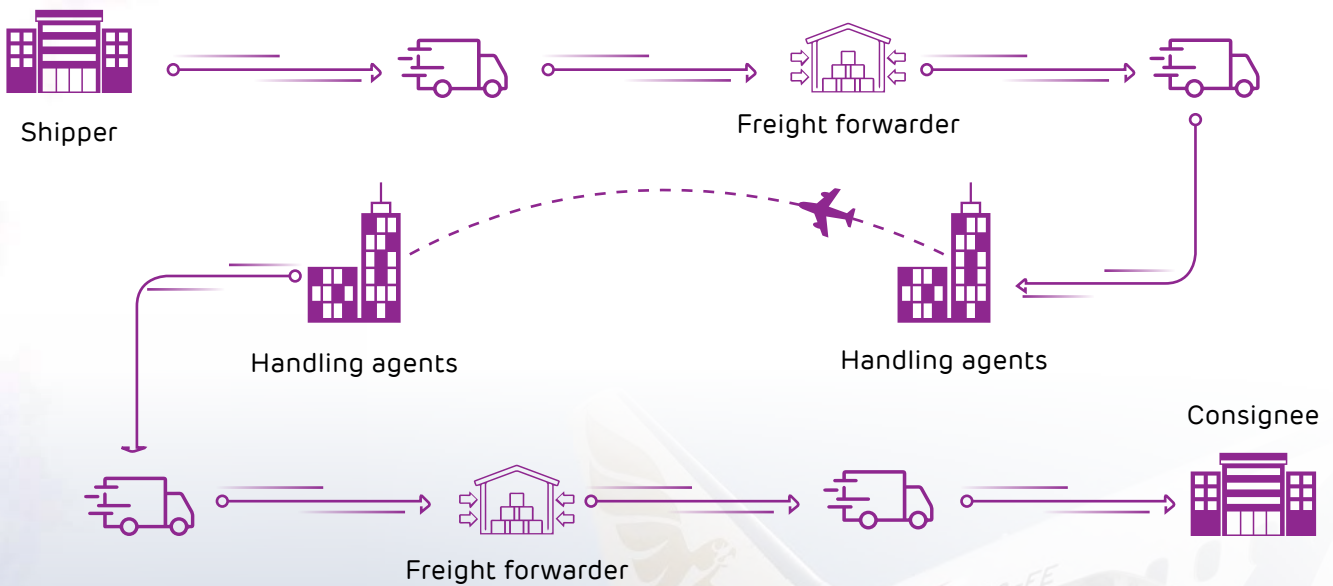 Shipper
Freight forwarder
Handling agents
Handling agents
Consignee
Freight forwarder